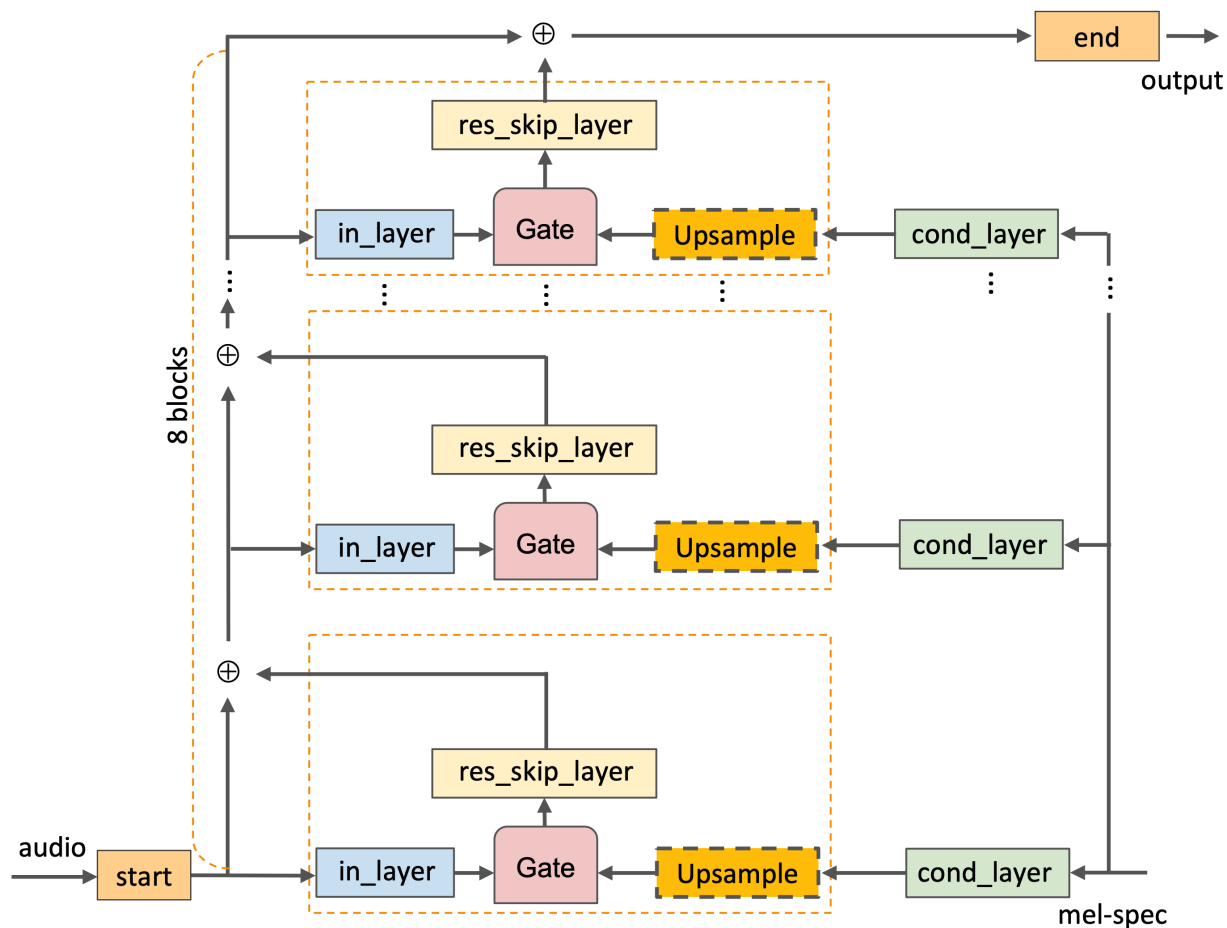 end
output
res_skip_layer
in_layer
Gate
Upsample
cond_layer
8 blocks
res_skip_layer
in_layer
Gate
Upsample
cond_layer
res_skip_layer
audio
start
in_layer
Gate
Upsample
cond_layer
mel-spec